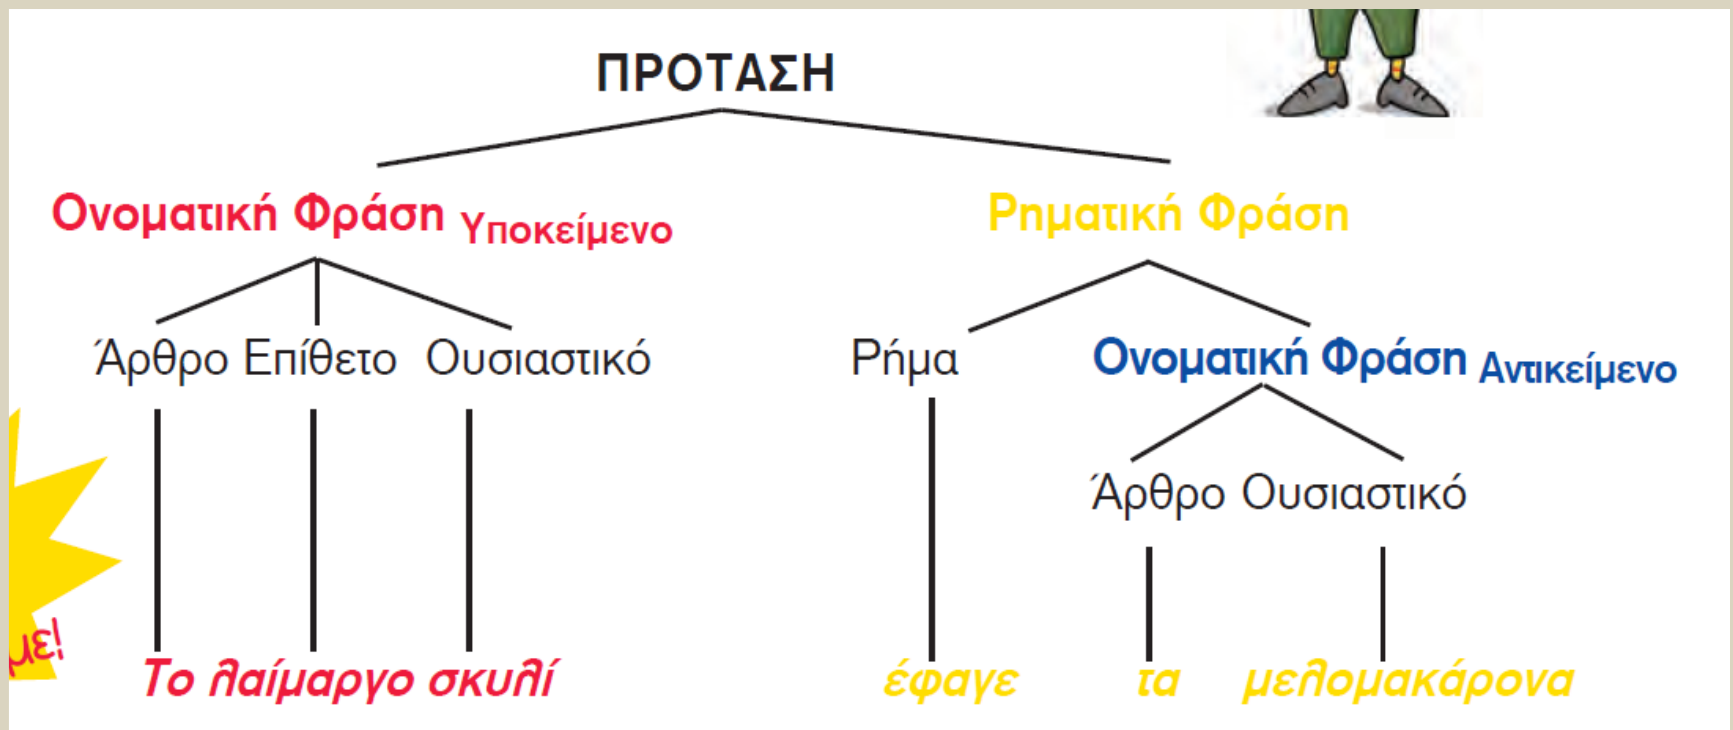 ΠΡΟΤΑΣΗ
Ονοματική Φράση Υποκείμενο Ρηματική Φράση
Άρθρο Επίθετο Ουσιαστικό Ρήμα Ονοματική Φράση Αντικείμενο
Άρθρο Ουσιαστικό
με!
Το λαίμαργο σκυλί έφαγε τα μελομακάρονα